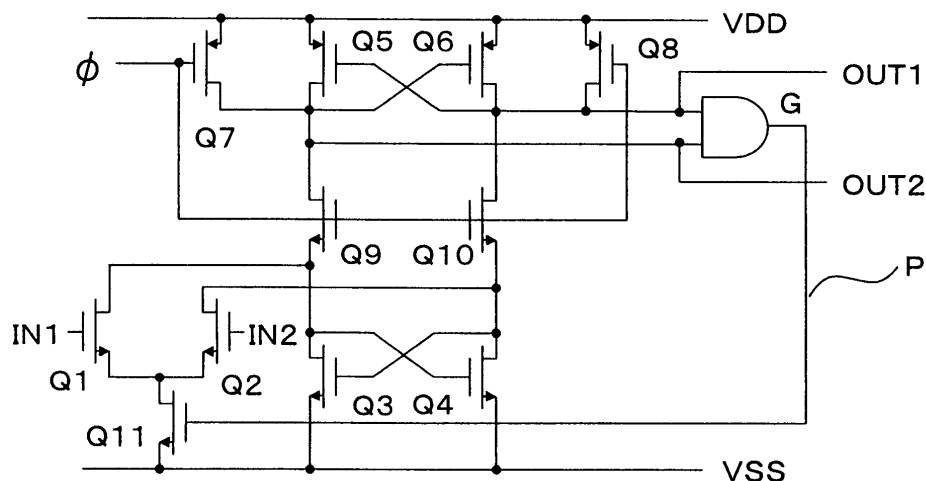 VDD
Q5 Q6 Q8
ϕ
OUT1
G
Q7
OUT2
Q9 Q10
P
IN1 IN2
Q1 Q2 Q3 Q4
Q11
VSS